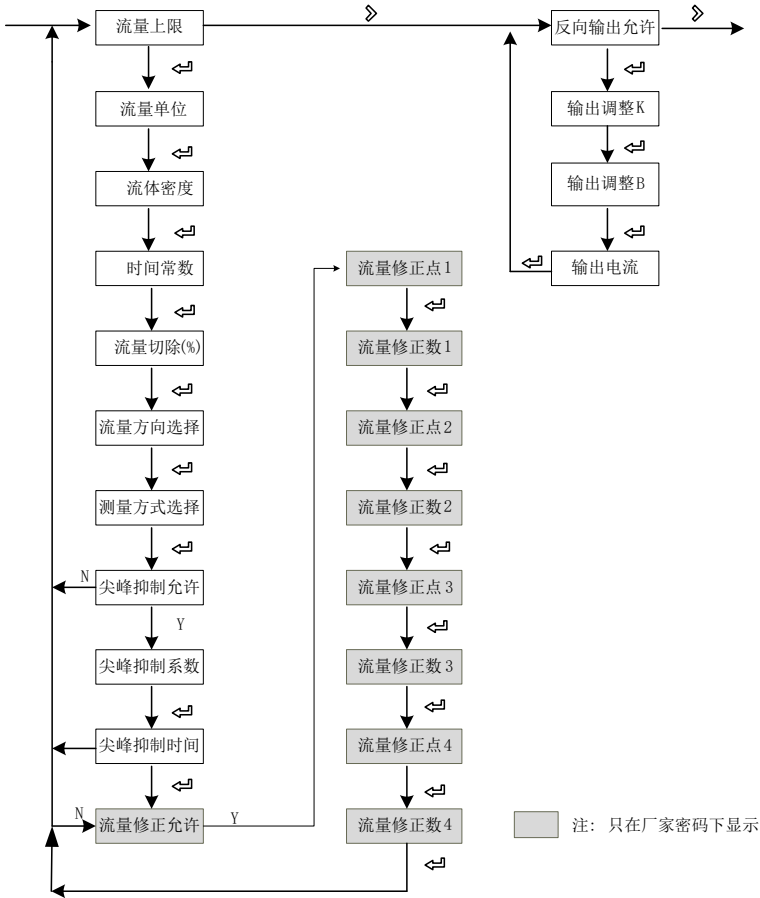 流量上限
流量单位
流体密度
时间常数
流量切除(%)
流量方向选择
测量方式选择
尖峰抑制允许
N
Y
尖峰抑制系数
尖峰抑制时间
流量修正允许
N
Y
流量修正点1
流量修正数1
流量修正点2
流量修正数2
流量修正点3
流量修正数3
流量修正点4
流量修正数4
反向输出允许
输出调整K
输出调整B
输出电流
注: 只在厂家密码下显示